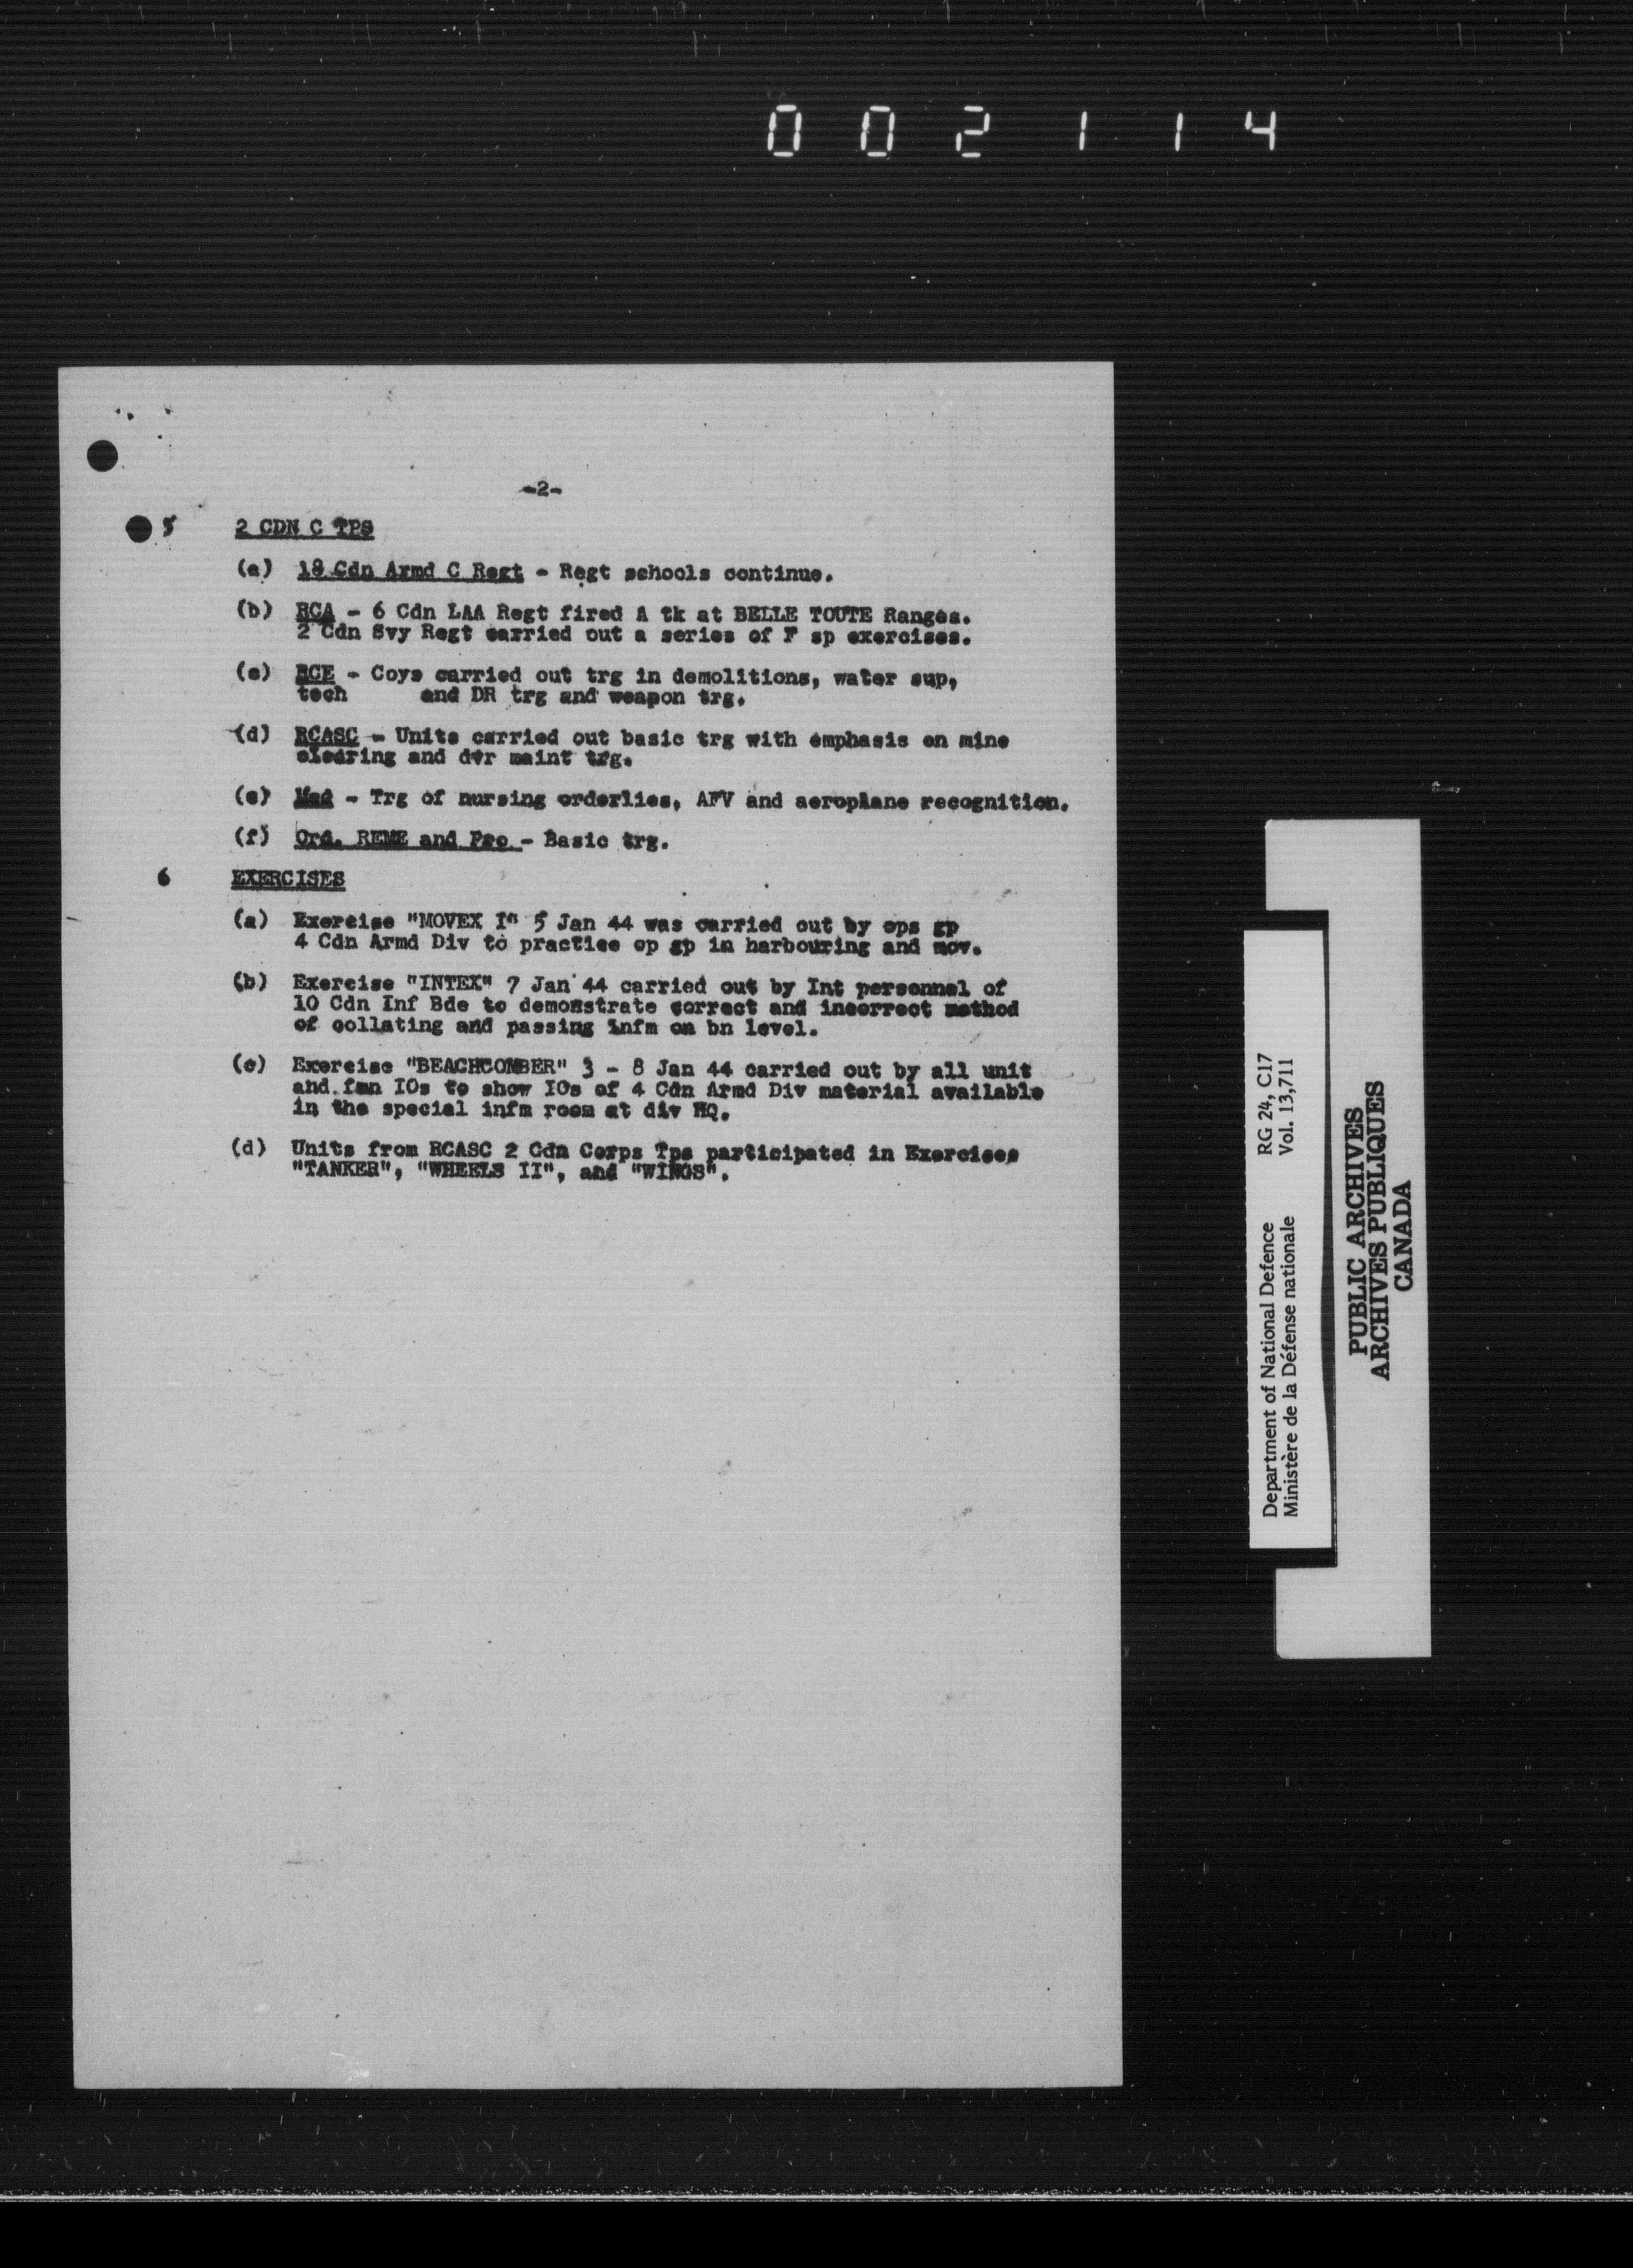 002114
-2-
5 2 CDN C TPS
(a) 18 Cdn Armd C Regt - Regt schools continue.
(b) RCA - 6 Cdn LAA Regt fired A tk at BELLE TOUTE Ranges.
2 Cdn Svy Regt carried out a series of F sp exercises.
(c) RCE - Coys carried out trg in demolitions, water sup,
tech and DR trg and weapon trg.
(d) RCASC - Units carried out basic trg with emphasis on mine
clearing and dvr maint trg.
(e) Med - Trg of nursing orderlies, AFV and aeroplane recognition.
(f) Ord, REME and Pro - Basic trg.
6 EXERCISES
(a) Exercise "MOVEX I" 5 Jan 44 was carried out by ops gp
4 Cdn Armd Div to practice op gp in harbouring and mov.
(b) Exercise "INTEX" 7 Jan 44 carried out by Int personnel of
10 Cdn Inf Bde to demonstrate correct and incorrect method
of collating and passing infm on bn level.
(c) Exercise "BEACHCOMBER" 3 - 8 Jan 44 carried out by all unit
and fmn IOs to show IOs of 4 Cdn Armd Div material available
in the special infm room at div HQ.
(d) Units from RCASC 2 Cdn Corps Tps participated in Exercises
"TANKER", "WHEELS II", and "WINGS".
Department of National Defence RG 24, C17
Ministère de la Défense nationale Vol. 13,711
PUBLIC ARCHIVES
ARCHIVES PUBLIQUES
CANADA